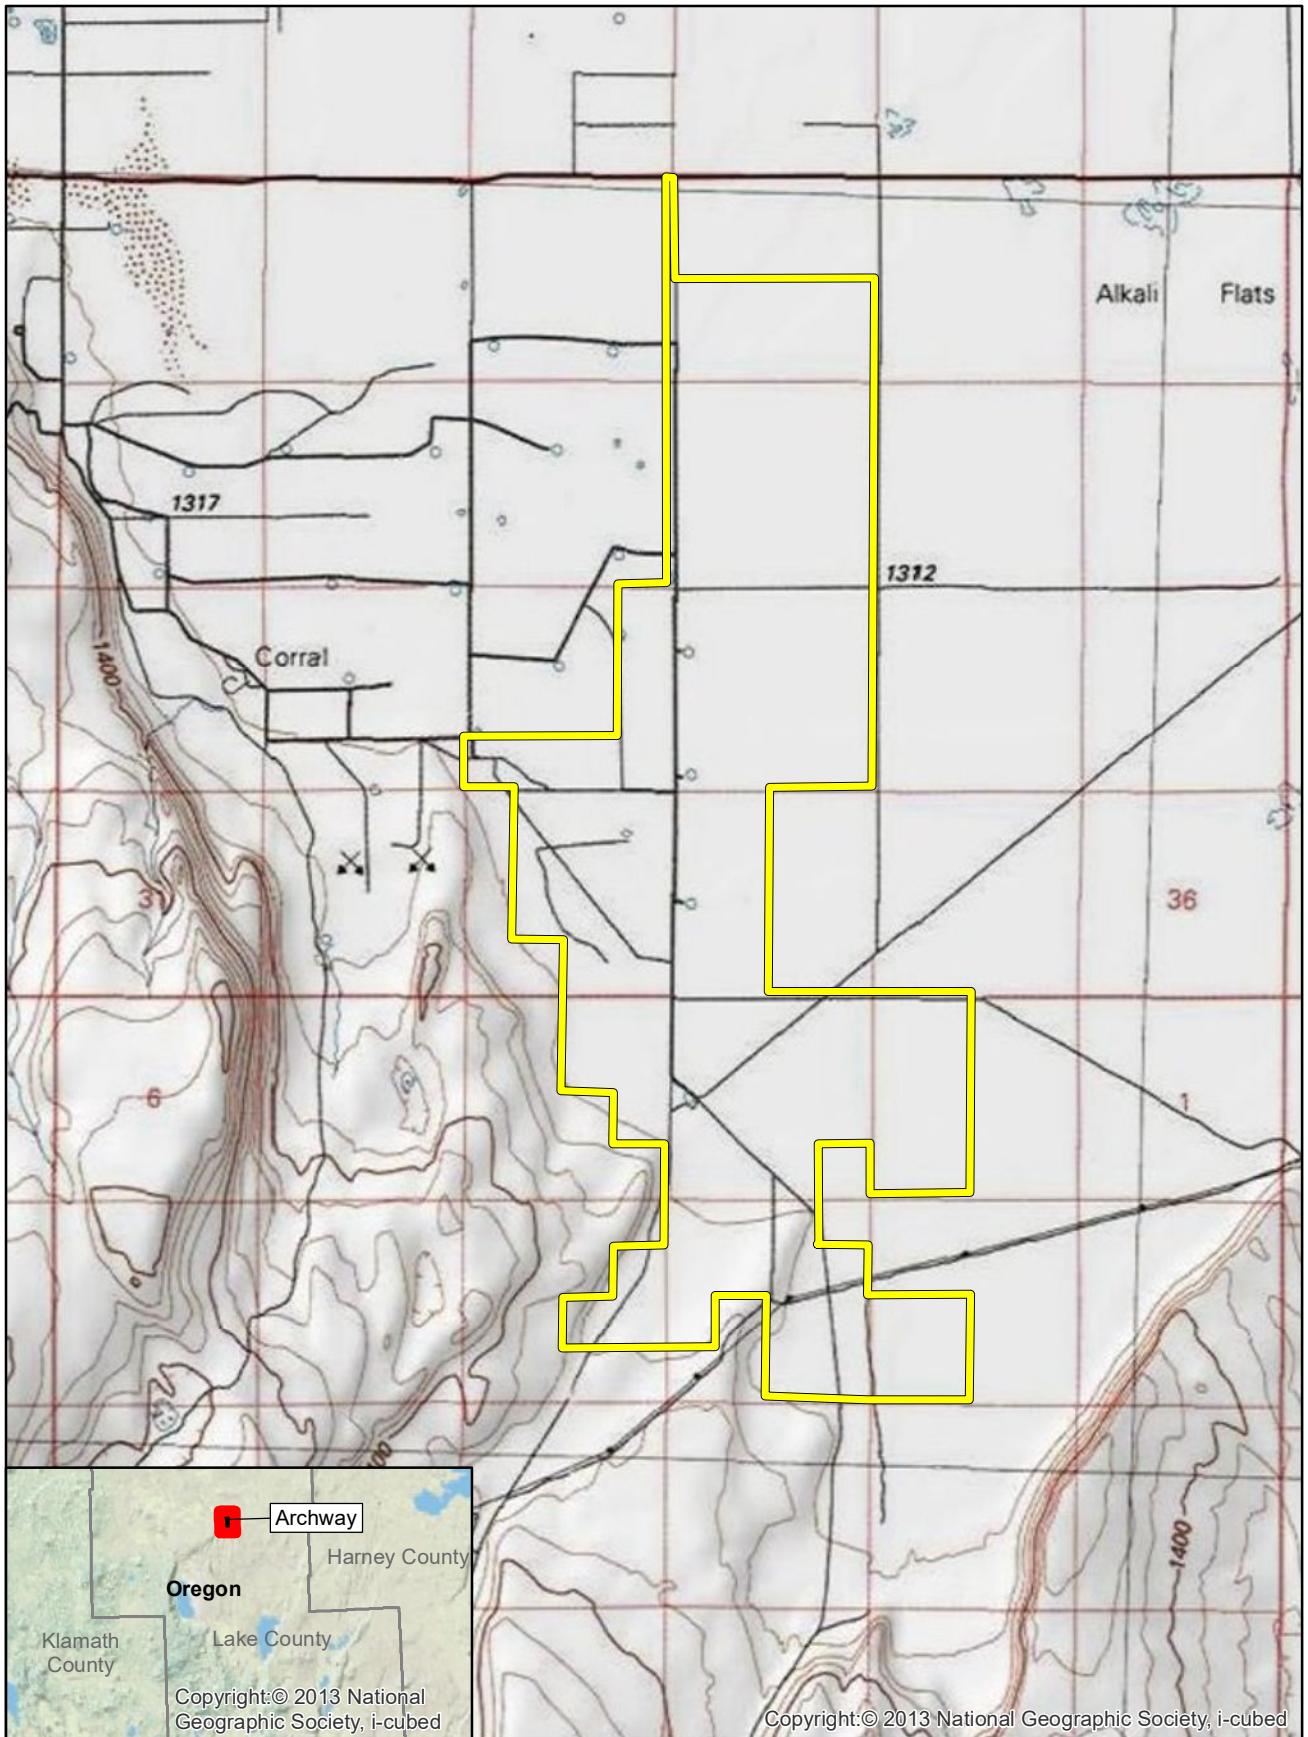 Alkali Flats
1317
1312
Corral
1400
31
36
6
1
Archway
Harney County
Oregon
Lake County
Klamath
County
Copyright:© 2013 National
Geographic Society, i-cubed
1400
Copyright:© 2013 National Geographic Society, i-cubed